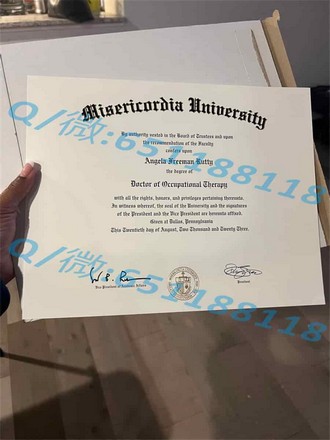 Misericordia University
By authority vested in the Board of Trustees and upon
the recommendation of the Faculty
confers upon
Angela Freeman Kutty
the degree of
Doctor of Occupational Therapy
with all the rights, honors, and privileges pertaining thereunto.
In witness whereof, the seal of the University and the signatures
of the President and the Vice President are hereunto affixed.
Given at Dallas, Pennsylvania
This Twentieth day of August, Two Thousand and Twenty Three.
Vice President of Academic Affairs
President
Q/微:651188118
Q/微:651188118